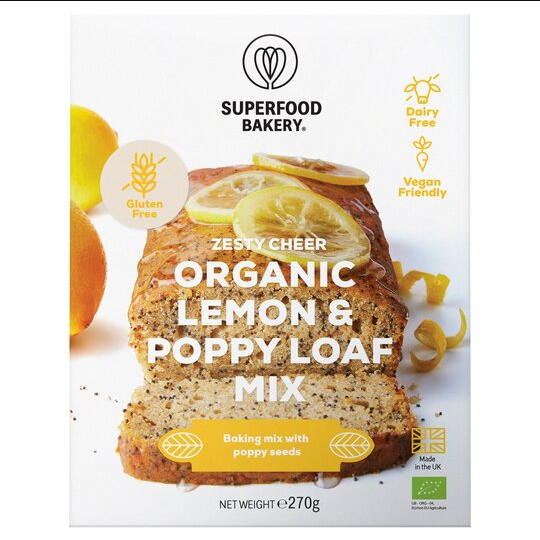 SUPERFOOD
BAKERY®
Dairy
Free
Vegan
Friendly
Gluten
Free
ZESTY CHEER
ORGANIC
LEMON &
POPPY LOAF
MIX
Baking mix with
poppy seeds
Made
in the UK
NET WEIGHT ℮270g